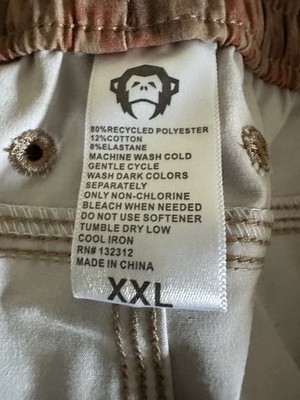 80%RECYCLED POLYESTER
12%COTTON
8%ELASTANE
MACHINE WASH COLD
GENTLE CYCLE
WASH DARK COLORS
SEPARATELY
ONLY NON-CHLORINE
BLEACH WHEN NEEDED
DO NOT USE SOFTENER
TUMBLE DRY LOW
COOL IRON
RN# 132312
MADE IN CHINA
XXL